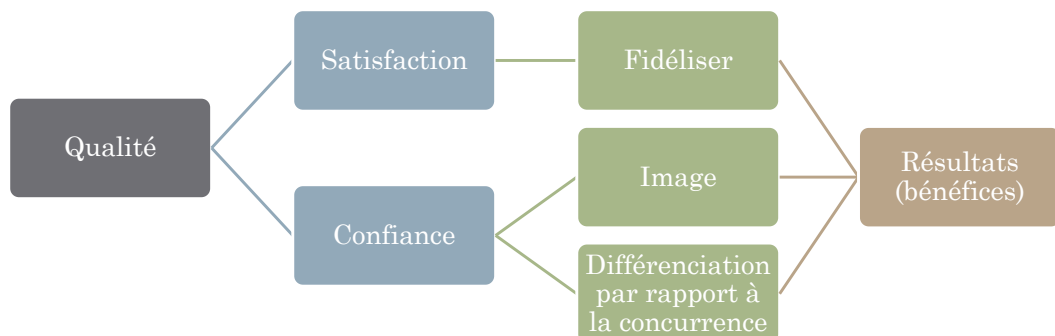 Satisfaction
Fidéliser
Qualité
Image
Résultats
(bénéfices)
Confiance
Différenciation
par rapport à
la concurrence